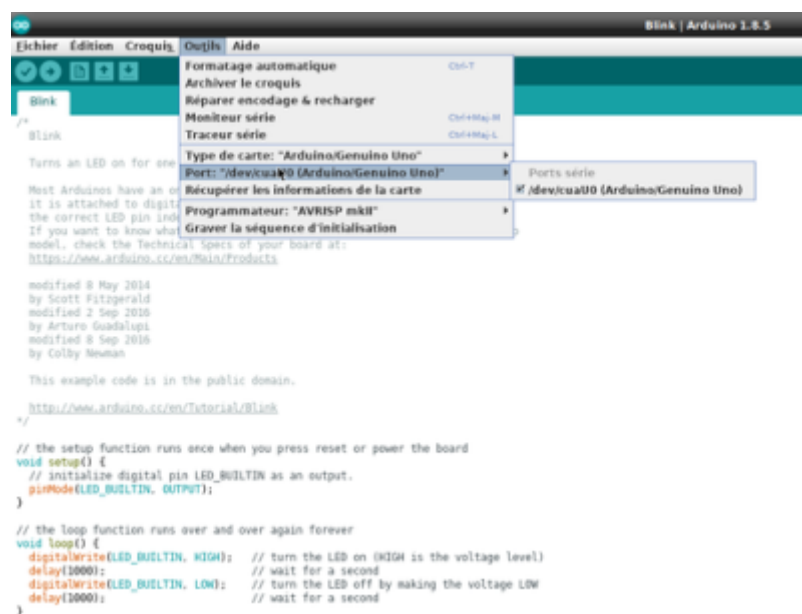 Blink | Arduino 1.8.5
Fichier Édition Croquis Outils Aide
Formatage automatique Ctrl-T
Archiver le croquis
Réparer encodage & recharger
Moniteur série Ctrl+Maj-M
Traceur série Ctrl+Maj-L
Type de carte: "Arduino/Genuino Uno"
Port: "/dev/cuaU0 (Arduino/Genuino Uno)"
Récupérer les informations de la carte
Programmateur: "AVRISP mkII"
Graver la séquence d'initialisation
Ports série
/dev/cuaU0 (Arduino/Genuino Uno)
Blink
/*
Blink
Turns an LED on for one
Most Arduinos have an
it is attached to digit
the correct LED pin ind
If you want to know what
model, check the Technical Specs of your board at:
https://www.arduino.cc/en/Main/Products
modified 8 May 2014
by Scott Fitzgerald
modified 2 Sep 2016
by Arturo Guadalupi
modified 8 Sep 2016
by Colby Newman
This example code is in the public domain.
http://www.arduino.cc/en/Tutorial/Blink
*/
// the setup function runs once when you press reset or power the board
void setup() {
// initialize digital pin LED_BUILTIN as an output.
pinMode(LED_BUILTIN, OUTPUT);
}
// the loop function runs over and over again forever
void loop() {
digitalWrite(LED_BUILTIN, HIGH); // turn the LED on (HIGH is the voltage level)
delay(1000); // wait for a second
digitalWrite(LED_BUILTIN, LOW); // turn the LED off by making the voltage LOW
delay(1000); // wait for a second
}